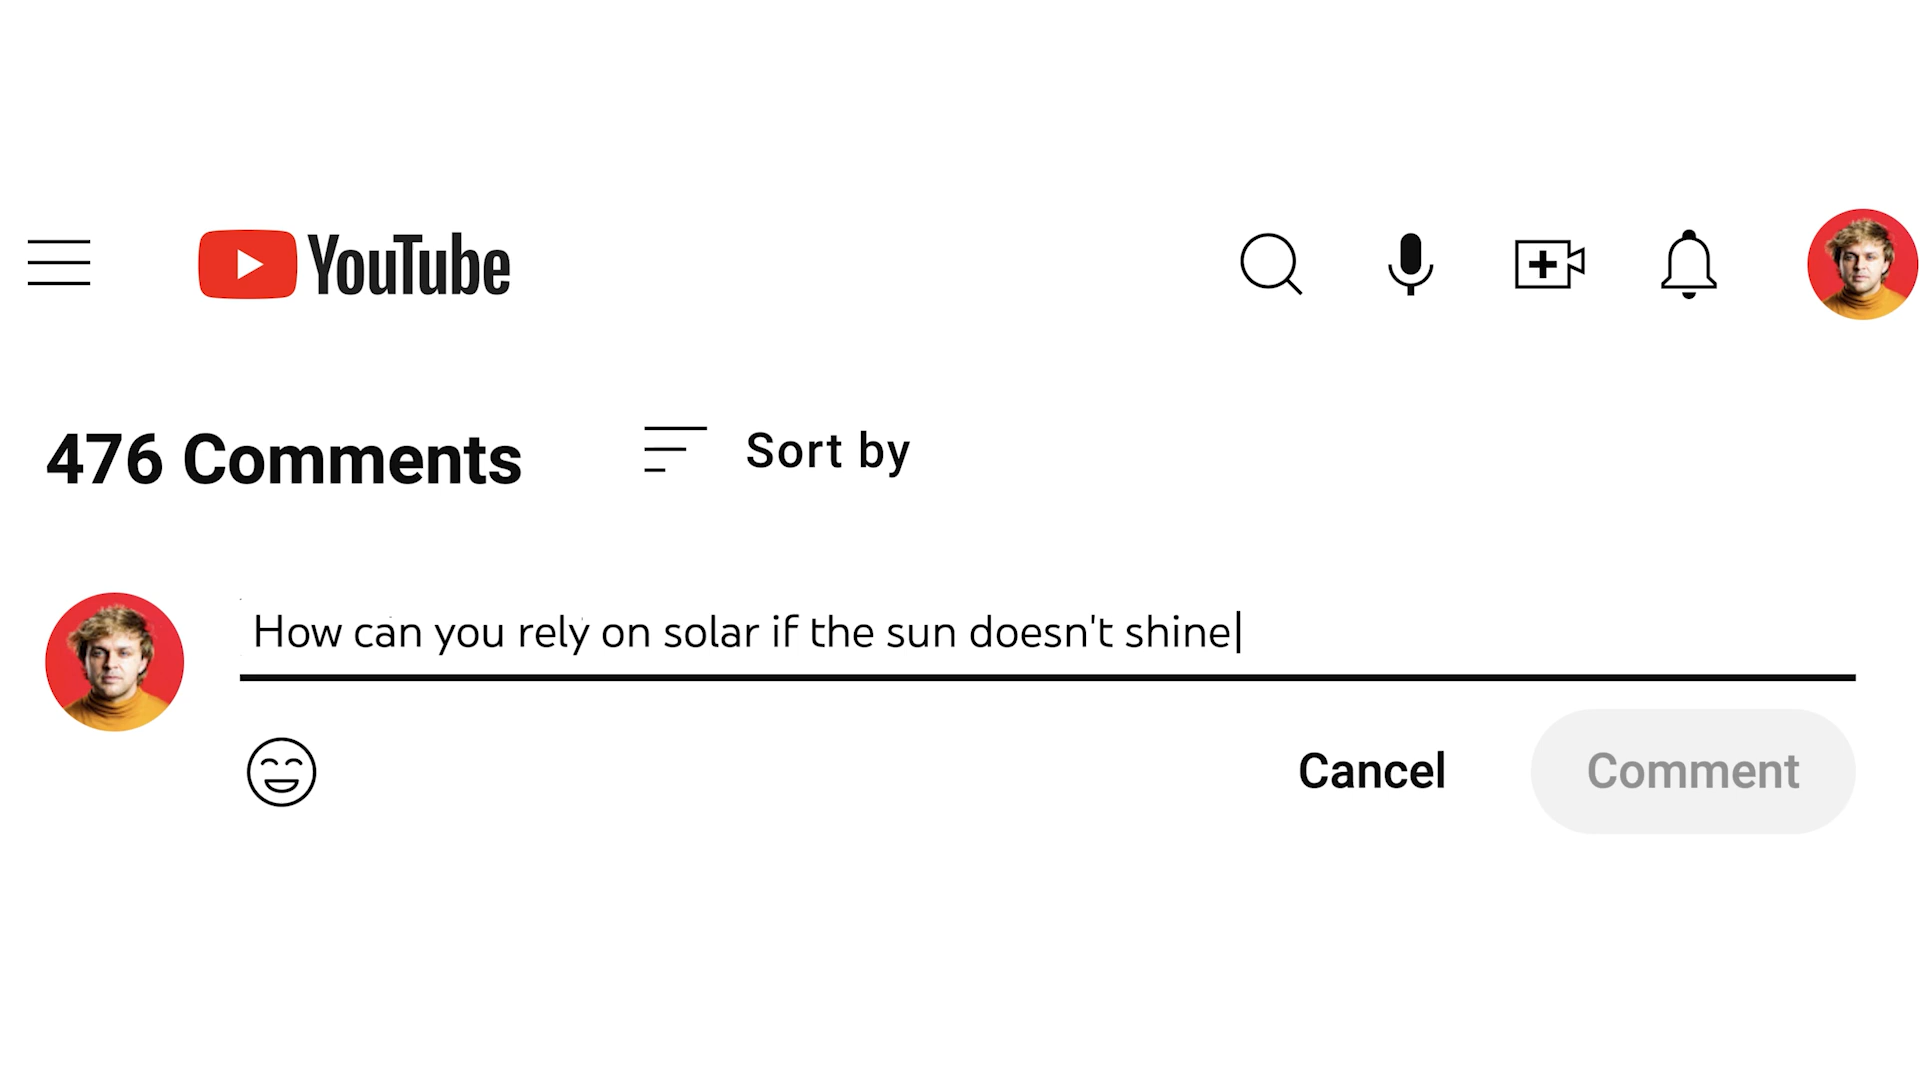 YouTube
476 Comments
Sort by
How can you rely on solar if the sun doesn't shine
Cancel
Comment